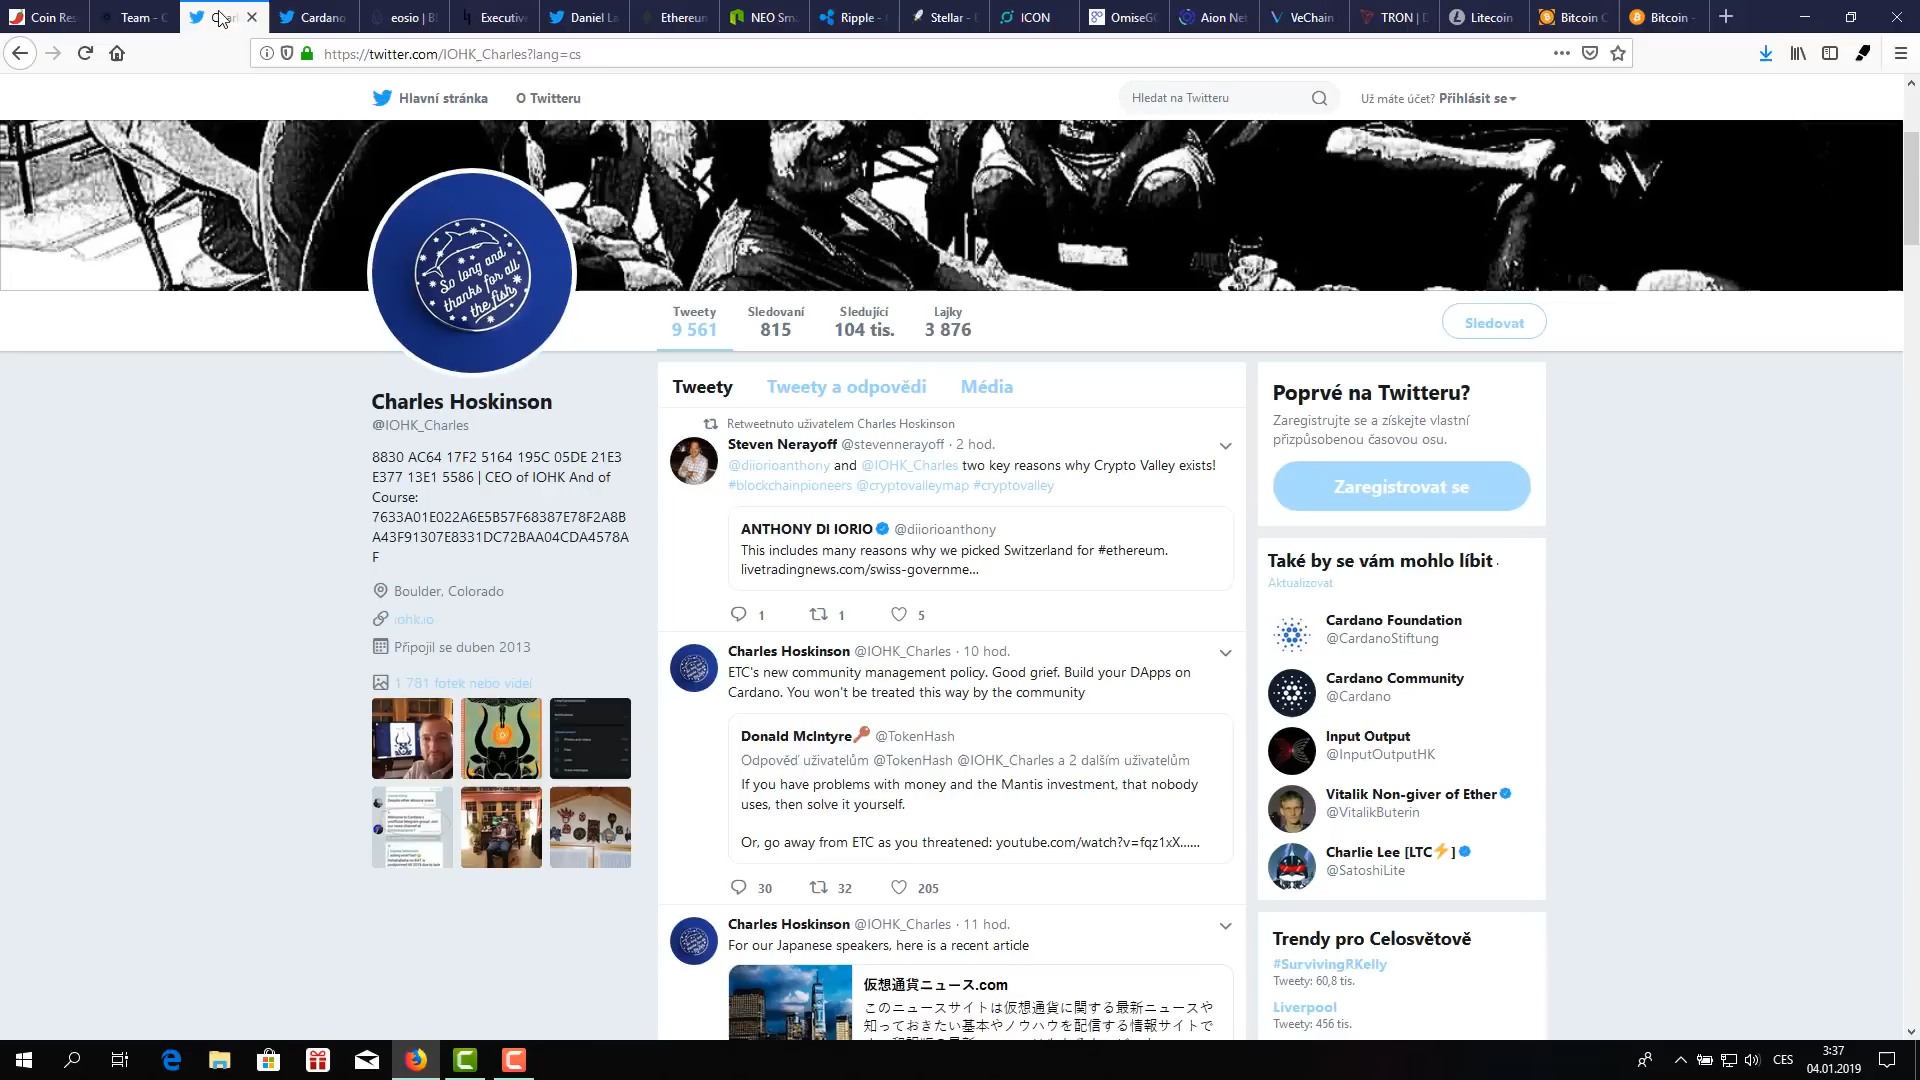 Coin Res
Team - C
Charl
Cardano
eosio | Bl
Executive
Daniel La
Ethereum
NEO Sma
Ripple -
Stellar -
ICON
OmiseGO
Aion Net
VeChain
TRON | D
Litecoin
Bitcoin C
Bitcoin -
https://twitter.com/IOHK_Charles?lang=cs
Hlavní stránka
O Twitteru
Hledat na Twitteru
Už máte účet? Přihlásit se
So long and
thanks for all
the fish
Tweety
9 561
Sledovaní
815
Sledující
104 tis.
Lajky
3 876
Sledovat
Charles Hoskinson
@IOHK_Charles
8830 AC64 17F2 5164 195C 05DE 21E3
E377 13E1 5586 | CEO of IOHK And of
Course:
7633A01E022A6E5B57F68387E78F2A8B
A43F91307E8331DC72BAA04CDA4578A
F
Boulder, Colorado
iohk.io
Připojil se duben 2013
1 781 fotek nebo videí
Tweety
Tweety a odpovědi
Média
Retweetnuto uživatelem Charles Hoskinson
Steven Nerayoff @stevennerayoff · 2 hod.
@diiorioanthony and @IOHK_Charles two key reasons why Crypto Valley exists!
#blockchainpioneers @cryptovalleymap #cryptovalley
ANTHONY DI IORIO @diiorioanthony
This includes many reasons why we picked Switzerland for #ethereum.
livetradingnews.com/swiss-governme...
1
1
5
Charles Hoskinson @IOHK_Charles · 10 hod.
ETC's new community management policy. Good grief. Build your DApps on
Cardano. You won't be treated this way by the community
Donald McIntyre🔑 @TokenHash
Odpověď uživatelům @TokenHash @IOHK_Charles a 2 dalším uživatelům
If you have problems with money and the Mantis investment, that nobody
uses, then solve it yourself.
Or, go away from ETC as you threatened: youtube.com/watch?v=fqz1xX......
30
32
205
Charles Hoskinson @IOHK_Charles · 11 hod.
For our Japanese speakers, here is a recent article
仮想通貨ニュース.com
このニュースサイトは仮想通貨に関する最新ニュースや
知っておきたい基本やノウハウを配信する情報サイトで
Poprvé na Twitteru?
Zaregistrujte se a získejte vlastní
přizpůsobenou časovou osu.
Zaregistrovat se
Také by se vám mohlo líbit ·
Aktualizovat
Cardano Foundation
@CardanoStiftung
Cardano Community
@Cardano
Input Output
@InputOutputHK
Vitalik Non-giver of Ether
@VitalikButerin
Charlie Lee [LTC⚡]
@SatoshiLite
Trendy pro Celosvětově
#SurvivingRKelly
Tweety: 60,8 tis.
Liverpool
Tweety: 456 tis.
CES
3:37
04.01.2019